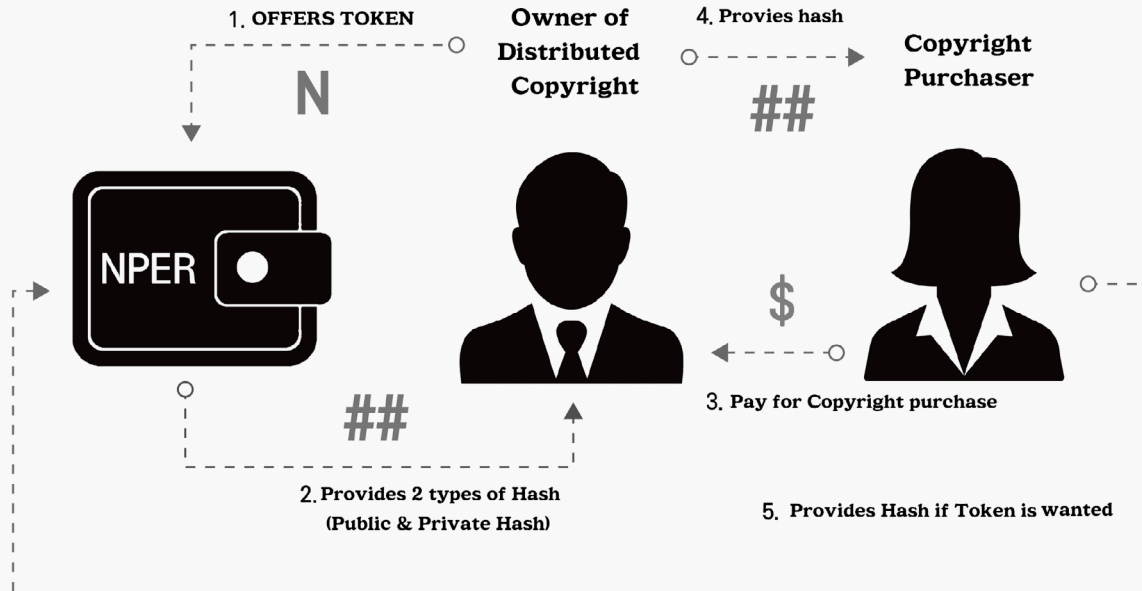 1. OFFERS TOKEN
N
Owner of
Distributed
Copyright
4. Provies hash
##
Copyright
Purchaser
NPER
##
2. Provides 2 types of Hash
(Public & Private Hash)
$
3. Pay for Copyright purchase
5. Provides Hash if Token is wanted